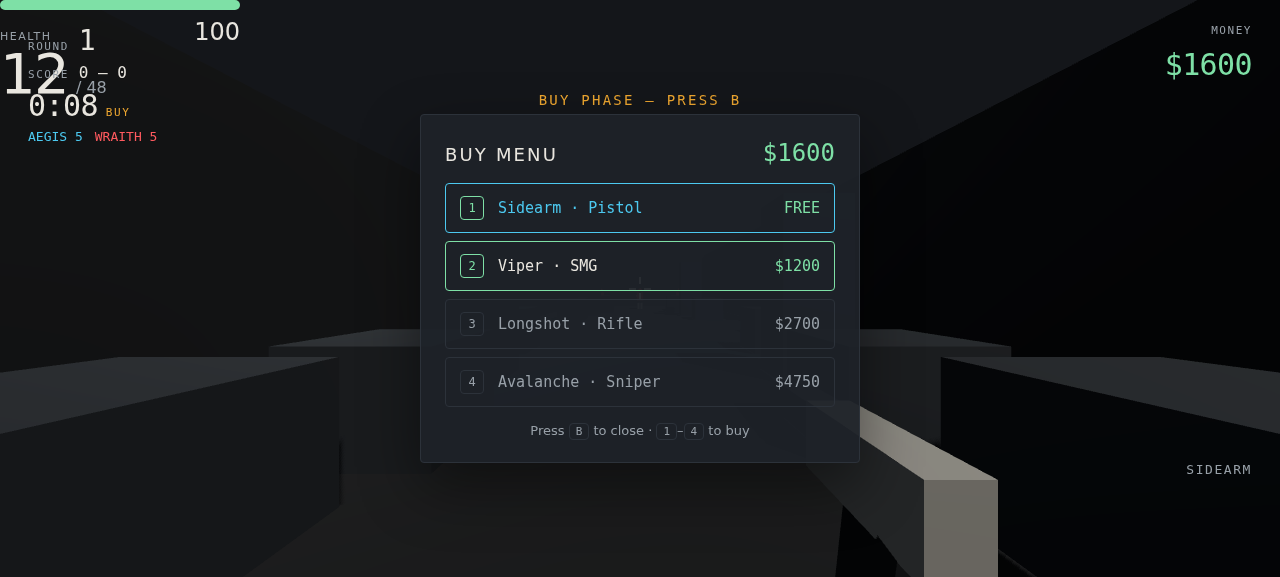 HEALTH 100
ROUND 1
12 / 48
SCORE 0 — 0
0:08 BUY
AEGIS 5 WRAITH 5
MONEY
$1600
BUY PHASE — PRESS B
BUY MENU $1600
1 Sidearm · Pistol FREE
2 Viper · SMG $1200
3 Longshot · Rifle $2700
4 Avalanche · Sniper $4750
Press B to close · 1–4 to buy
SIDEARM